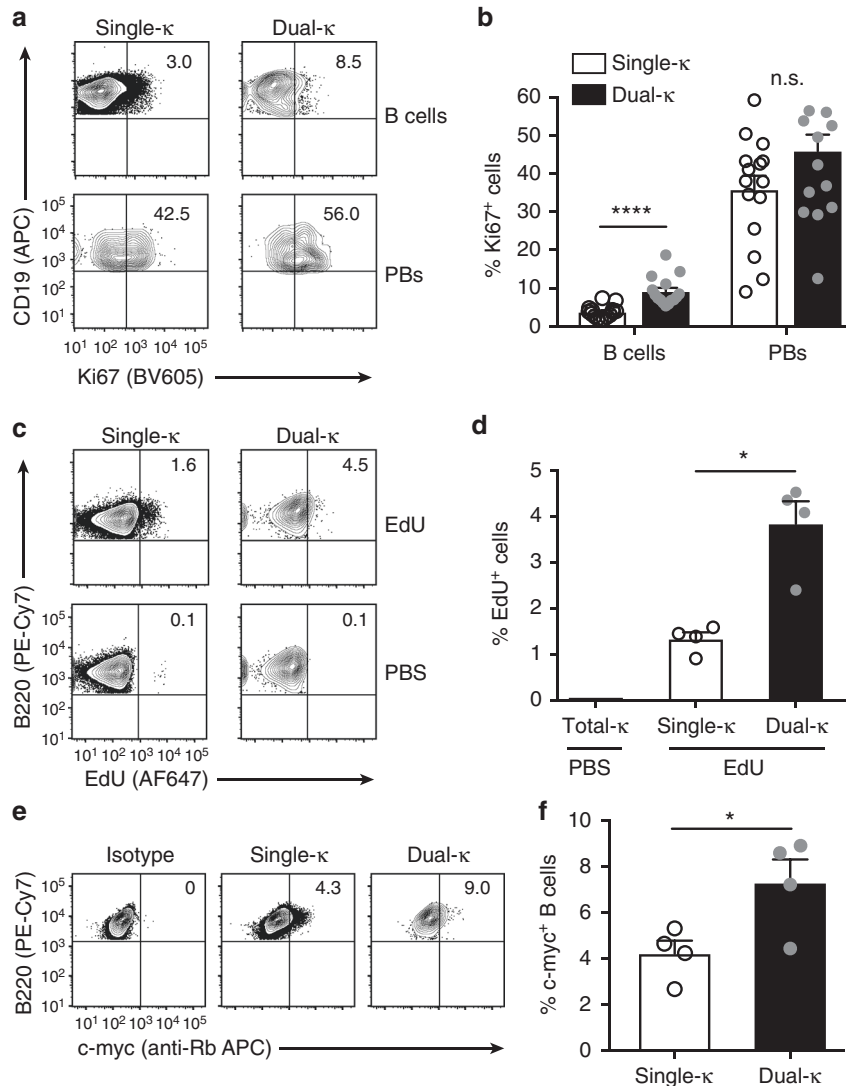 a
Single-κ
Dual-κ
3.0
8.5
B cells
42.5
56.0
PBs
CD19 (APC)
10⁵
10⁴
10³
10²
10¹
10¹ 10² 10³ 10⁴ 10⁵
Ki67 (BV605)
b
Single-κ
Dual-κ
n.s.
****
% Ki67⁺ cells
60
50
40
30
20
10
0
B cells
PBs
c
Single-κ
Dual-κ
1.6
4.5
EdU
0.1
0.1
PBS
B220 (PE-Cy7)
10⁵
10⁴
10³
10²
10¹
10¹ 10² 10³ 10⁴ 10⁵
EdU (AF647)
d
*
% EdU⁺ cells
5
4
3
2
1
0
Total-κ
Single-κ
Dual-κ
PBS
EdU
e
Isotype
Single-κ
Dual-κ
0
4.3
9.0
B220 (PE-Cy7)
10⁵
10⁴
10³
10²
10¹
10¹ 10² 10³ 10⁴ 10⁵
c-myc (anti-Rb APC)
f
*
% c-myc⁺ B cells
10
8
6
4
2
0
Single-κ
Dual-κ